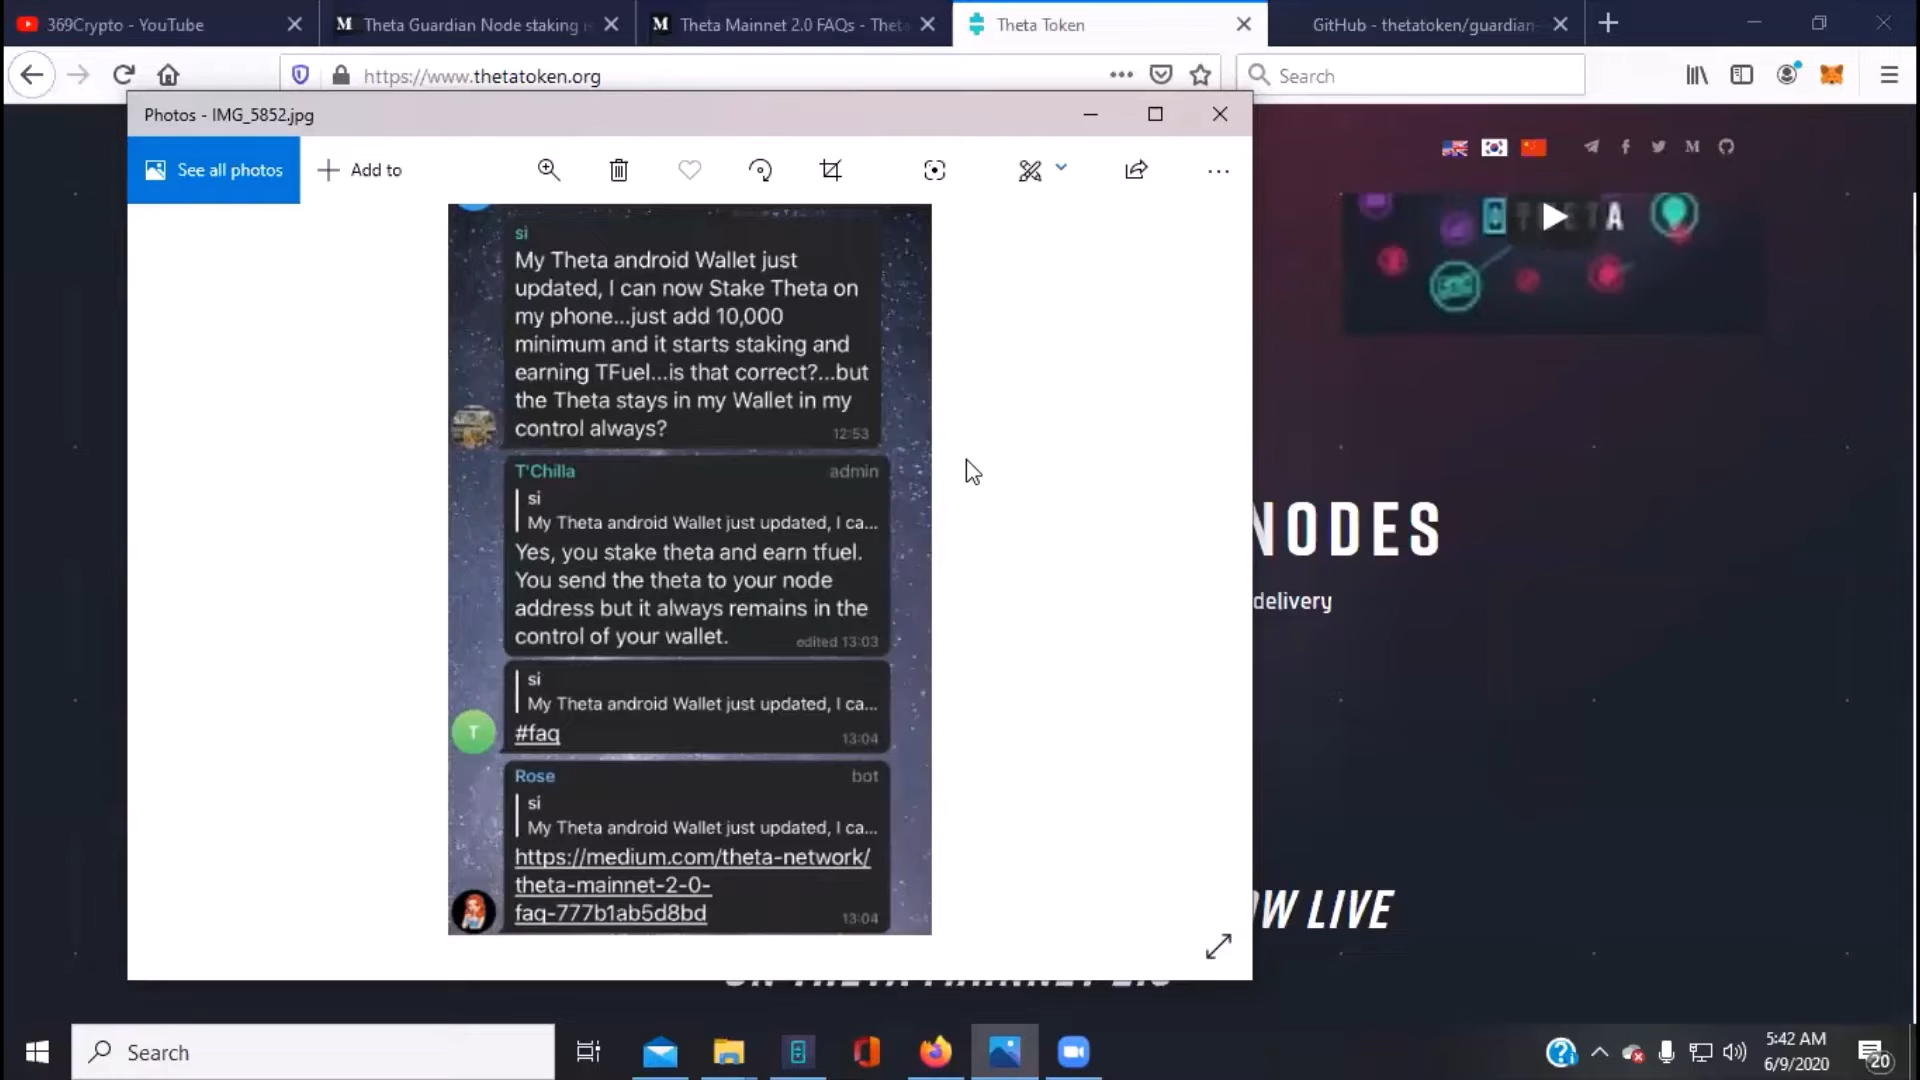 369Crypto - YouTube
Theta Guardian Node staking is
Theta Mainnet 2.0 FAQs - Theta
Theta Token
GitHub - thetatoken/guardian-
https://www.thetatoken.org
Search
Photos - IMG_5852.jpg
See all photos
Add to
si
My Theta android Wallet just
updated, I can now Stake Theta on
my phone...just add 10,000
minimum and it starts staking and
earning TFuel...is that correct?...but
the Theta stays in my Wallet in my
control always?
12:53
T'Chilla admin
si
My Theta android Wallet just updated, I ca...
Yes, you stake theta and earn tfuel.
You send the theta to your node
address but it always remains in the
control of your wallet.
edited 13:03
si
My Theta android Wallet just updated, I ca...
#faq
13:04
T
Rose bot
si
My Theta android Wallet just updated, I ca...
https://medium.com/theta-network/
theta-mainnet-2-0-
faq-777b1ab5d8bd
13:04
THETA
NODES
delivery
OW LIVE
ON THETA MAINNET 2.0
Search
5:42 AM
6/9/2020
20